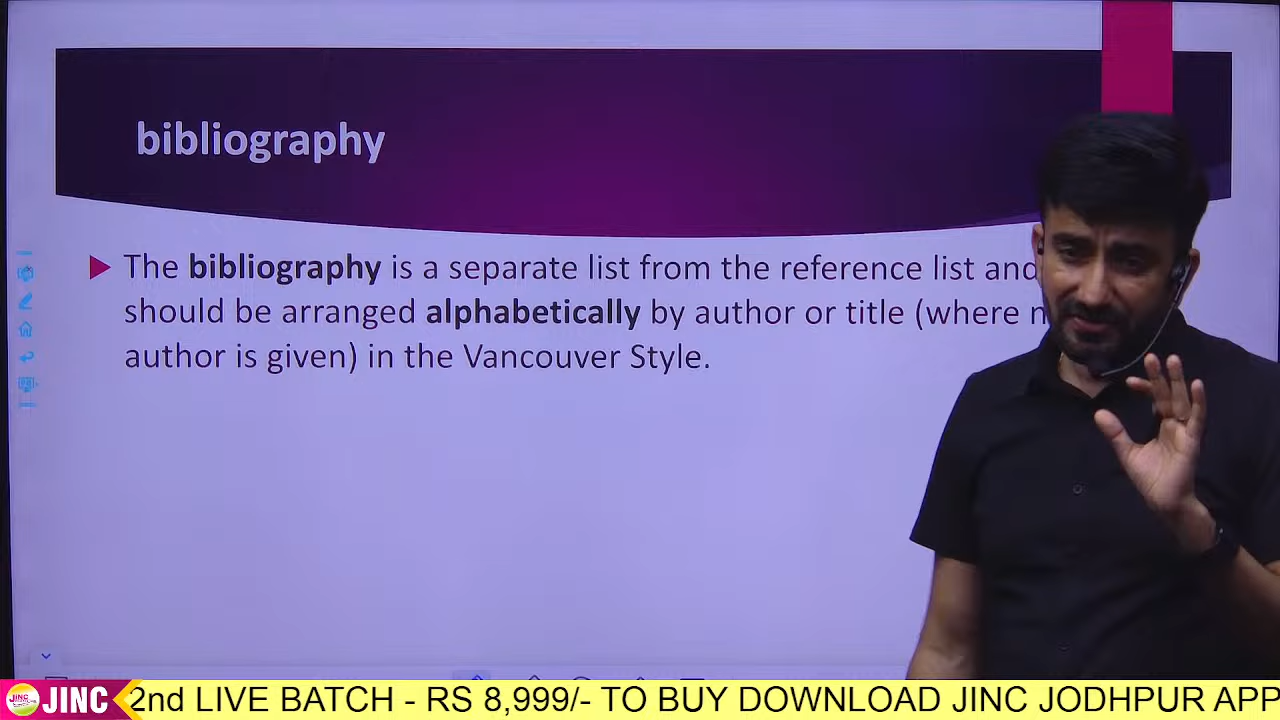 bibliography
The bibliography is a separate list from the reference list and
should be arranged alphabetically by author or title (where
author is given) in the Vancouver Style.
JINC
JINC 2nd LIVE BATCH - RS 8,999/- TO BUY DOWNLOAD JINC JODHPUR APP